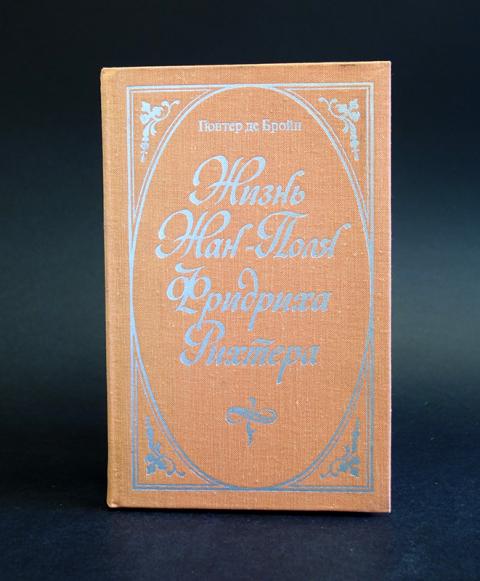 Гюнтер де Бройн
Жизнь
Жан-Поля
Фридриха
Рихтера